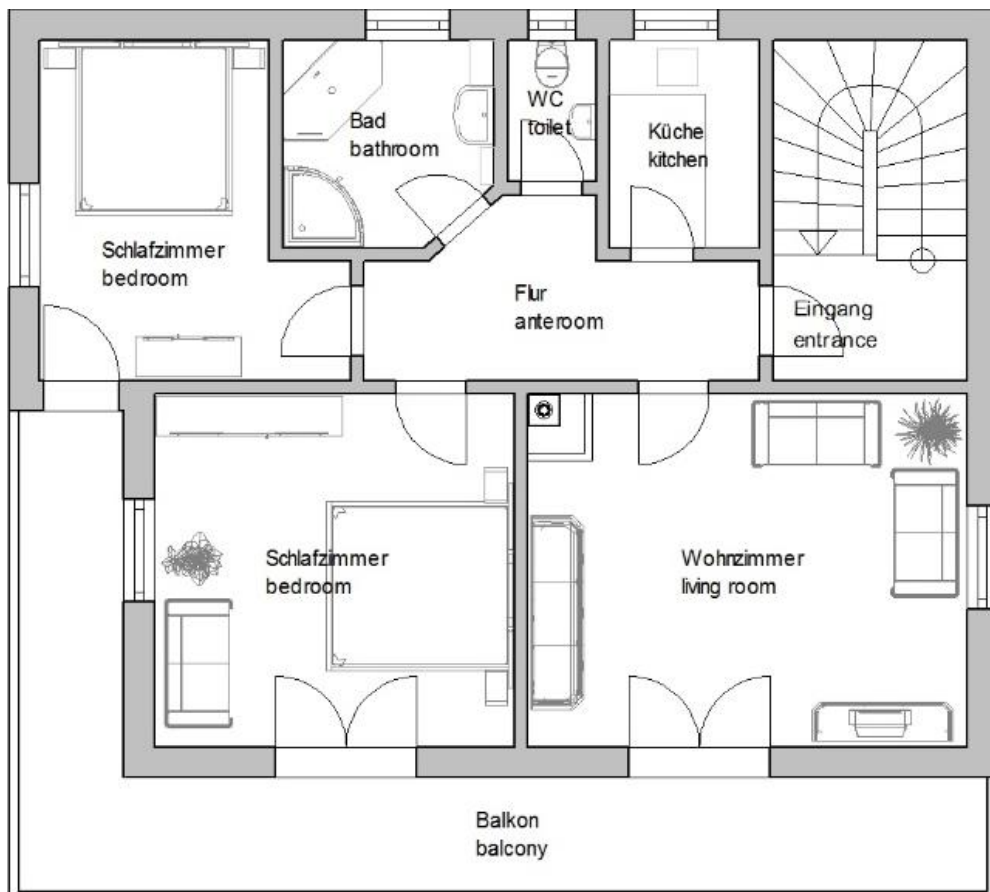 Bad
bathroom
WC
toilet
Küche
kitchen
Schlafzimmer
bedroom
Flur
anteroom
Eingang
entrance
Schlafzimmer
bedroom
Wohnzimmer
living room
Balkon
balcony